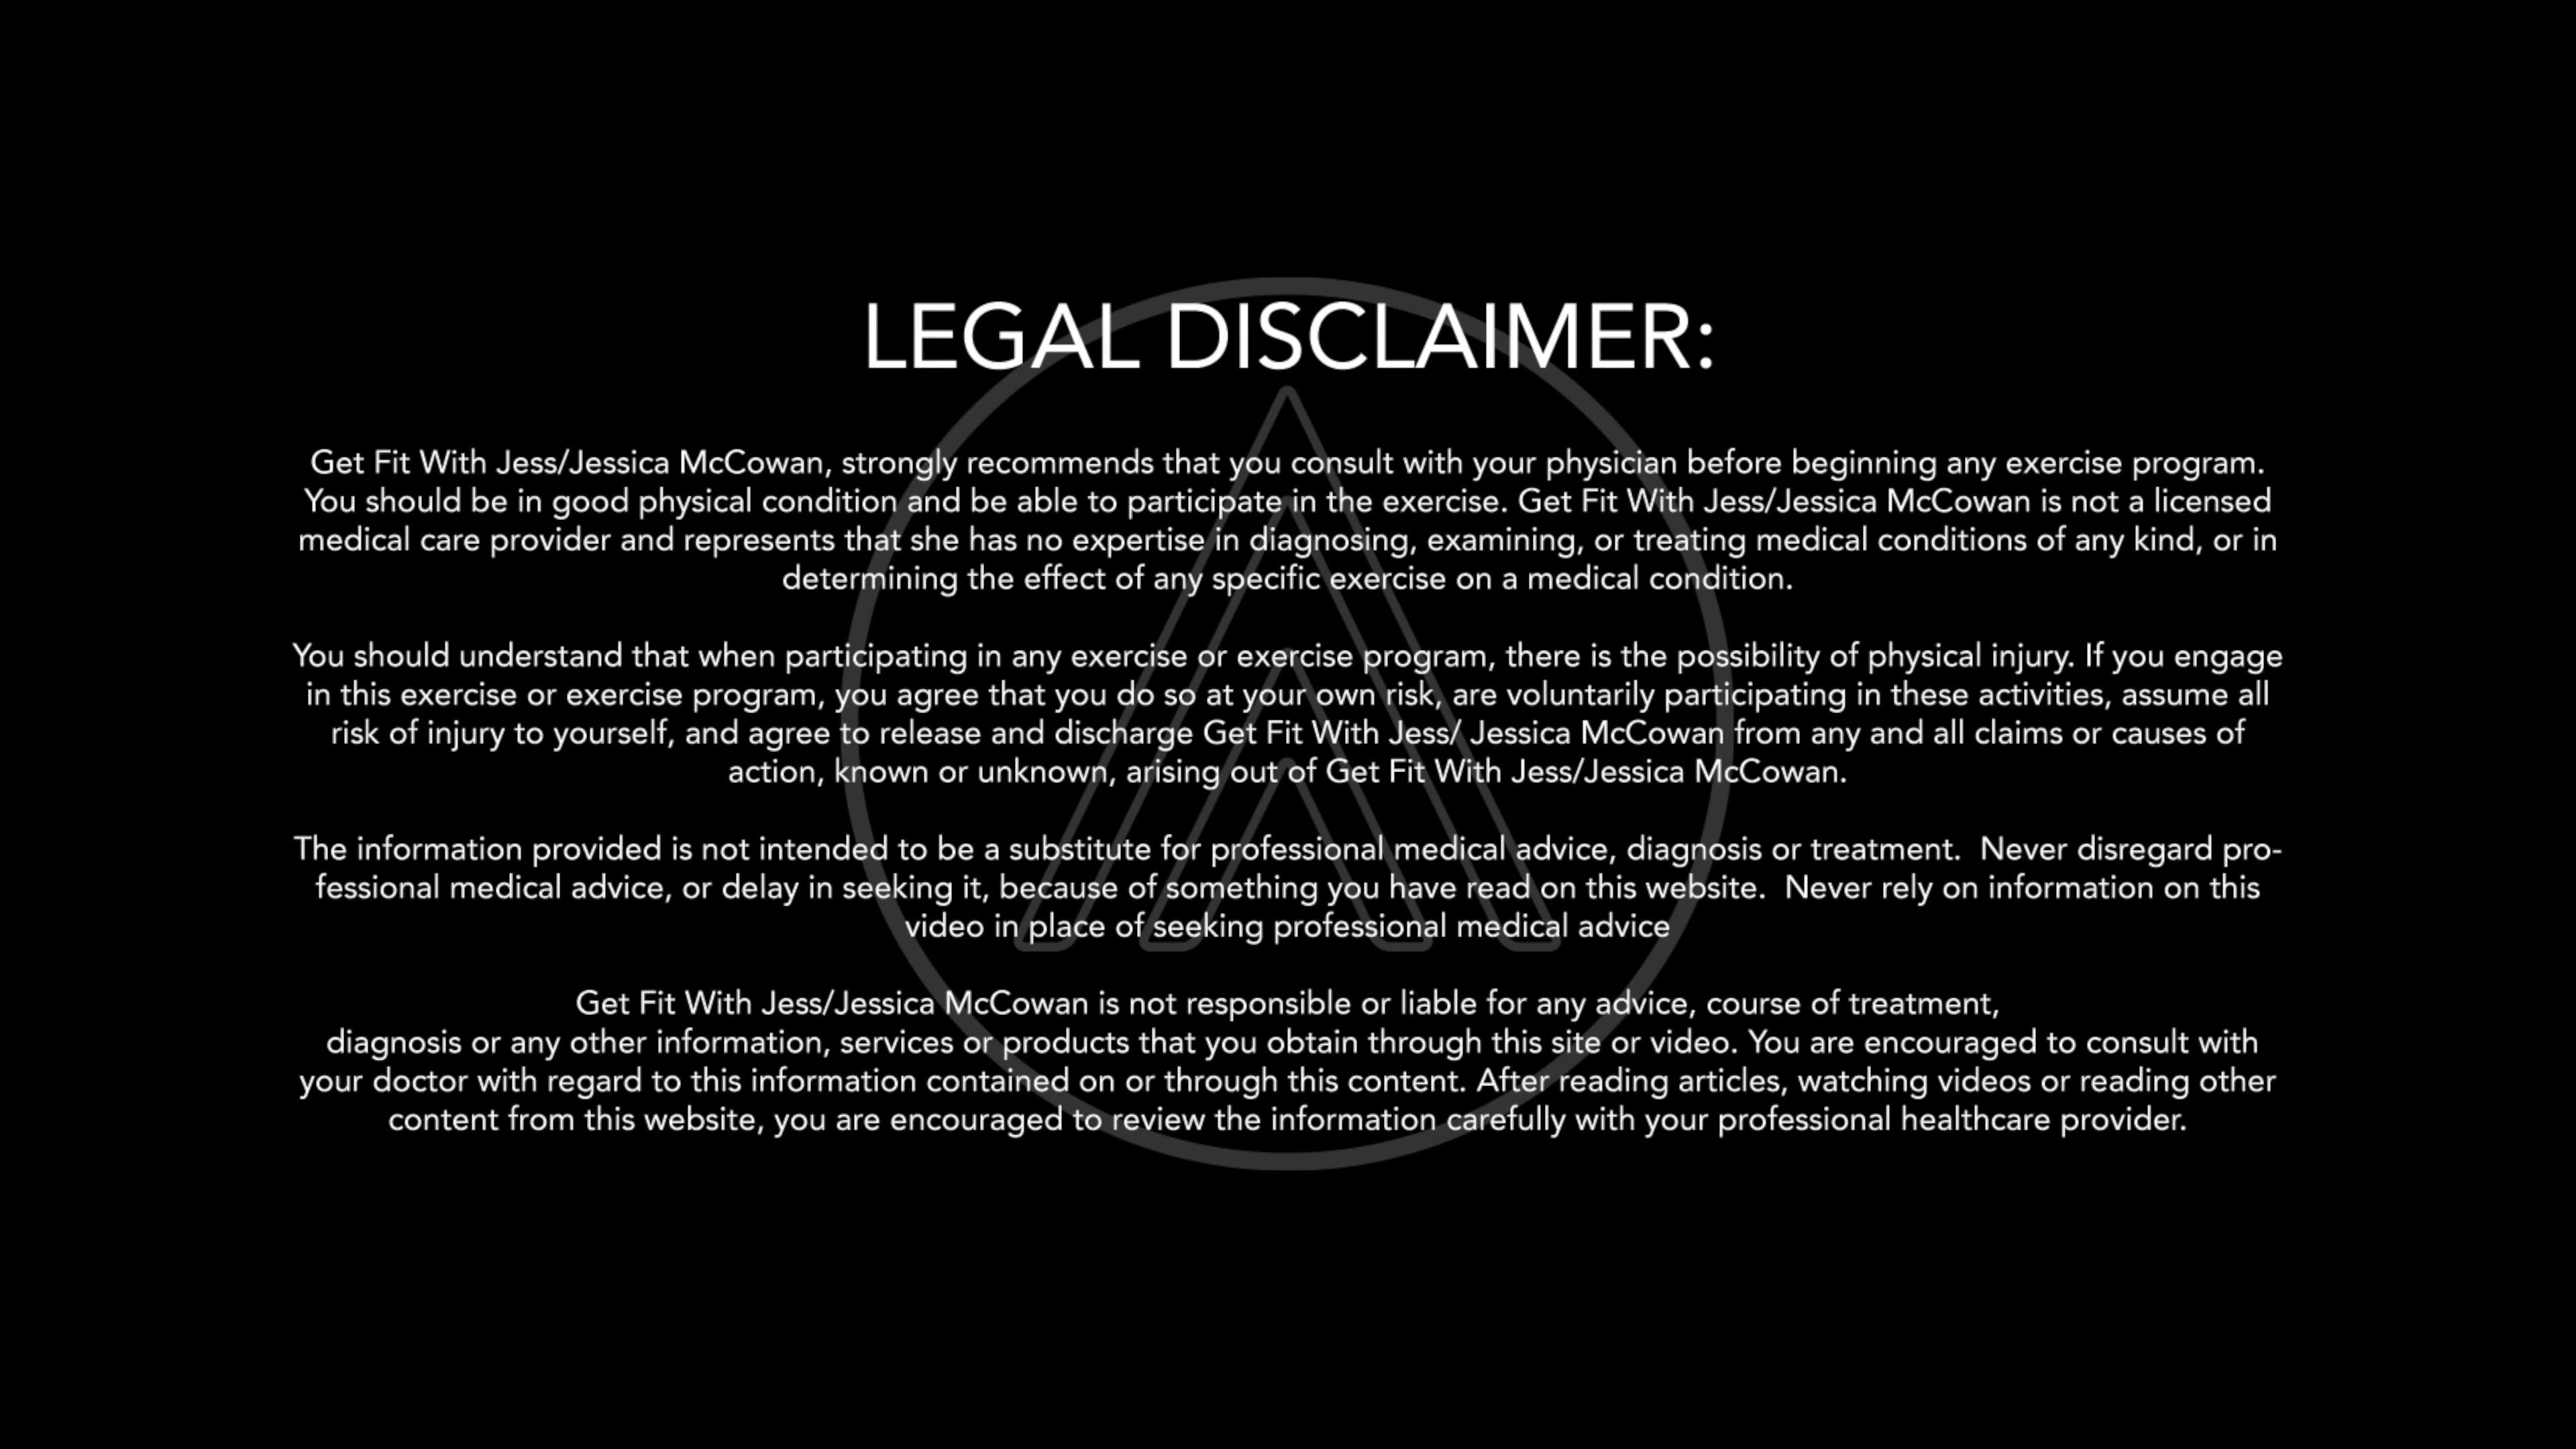 LEGAL DISCLAIMER:
Get Fit With Jess/Jessica McCowan, strongly recommends that you consult with your physician before beginning any exercise program.
You should be in good physical condition and be able to participate in the exercise. Get Fit With Jess/Jessica McCowan is not a licensed
medical care provider and represents that she has no expertise in diagnosing, examining, or treating medical conditions of any kind, or in
determining the effect of any specific exercise on a medical condition.
You should understand that when participating in any exercise or exercise program, there is the possibility of physical injury. If you engage
in this exercise or exercise program, you agree that you do so at your own risk, are voluntarily participating in these activities, assume all
risk of injury to yourself, and agree to release and discharge Get Fit With Jess/ Jessica McCowan from any and all claims or causes of
action, known or unknown, arising out of Get Fit With Jess/Jessica McCowan.
The information provided is not intended to be a substitute for professional medical advice, diagnosis or treatment.  Never disregard pro-
fessional medical advice, or delay in seeking it, because of something you have read on this website.  Never rely on information on this
video in place of seeking professional medical advice
Get Fit With Jess/Jessica McCowan is not responsible or liable for any advice, course of treatment,
diagnosis or any other information, services or products that you obtain through this site or video. You are encouraged to consult with
your doctor with regard to this information contained on or through this content. After reading articles, watching videos or reading other
content from this website, you are encouraged to review the information carefully with your professional healthcare provider.